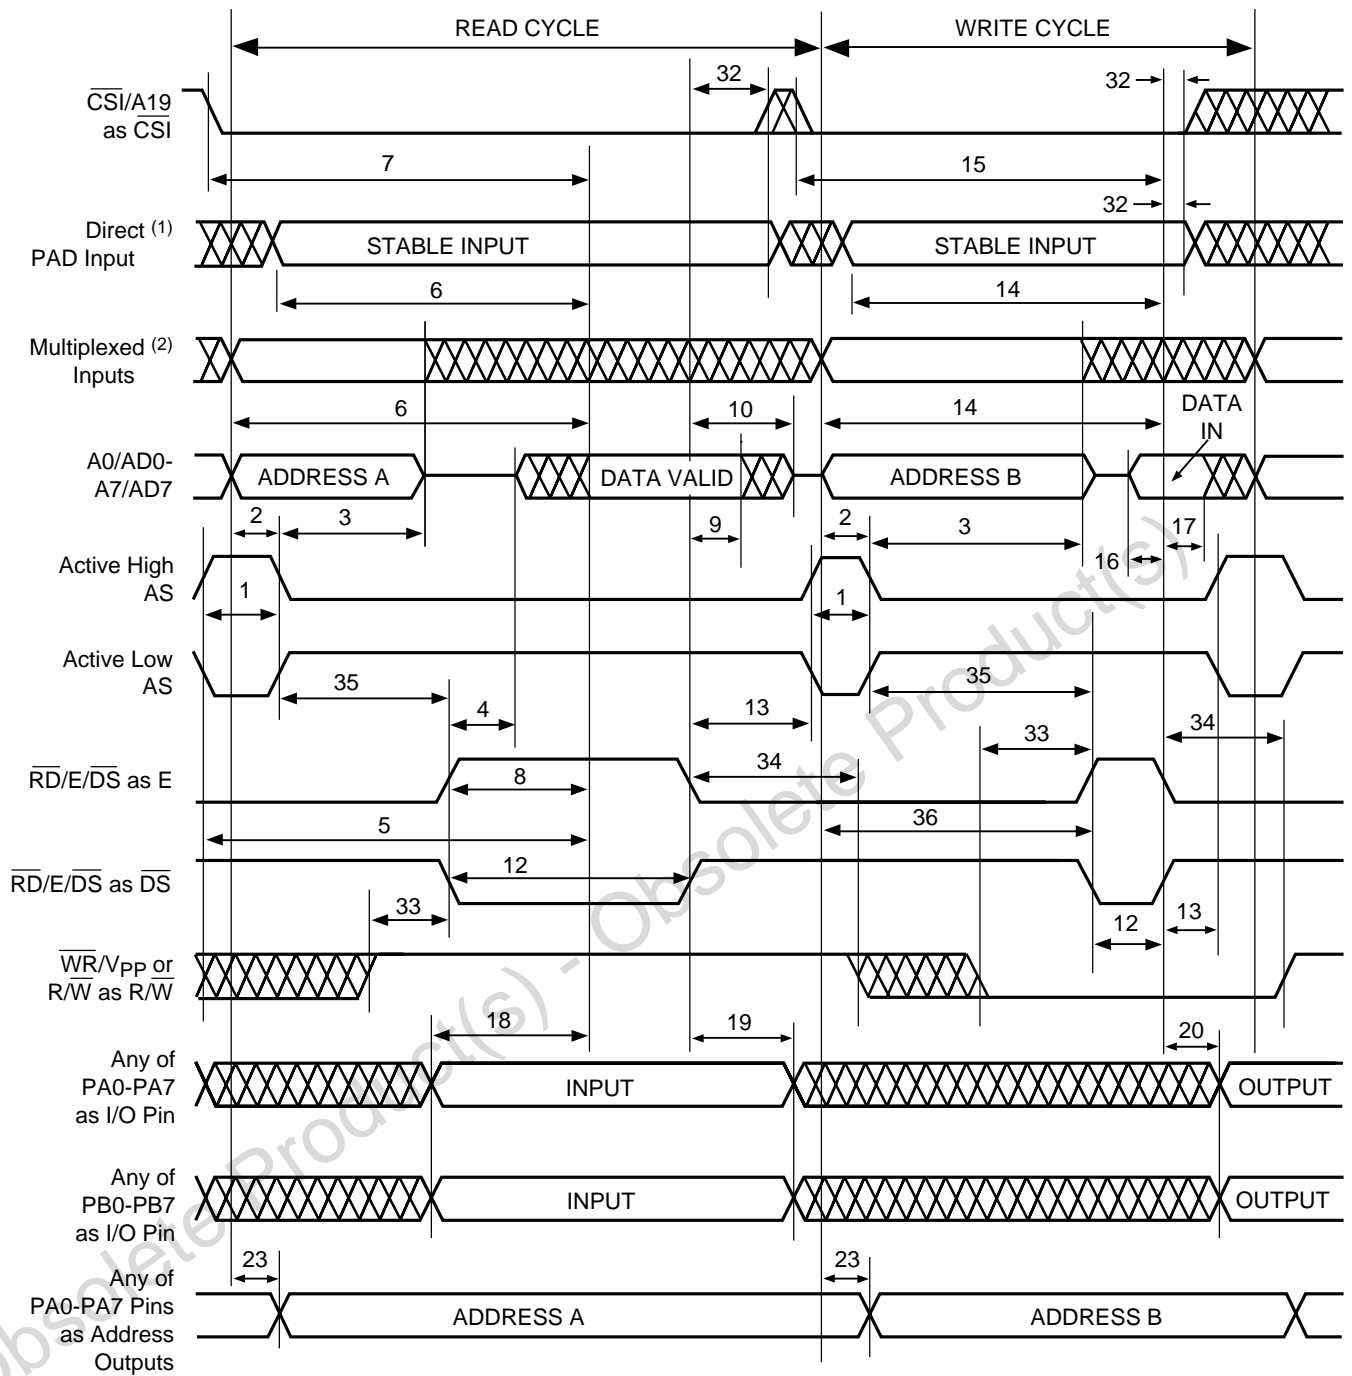 READ CYCLE
WRITE CYCLE
32
32
CSI/A19
as CSI
7
15
32
Direct (1)
PAD Input
STABLE INPUT
STABLE INPUT
6
14
Multiplexed (2)
Inputs
6
10
14
DATA
IN
A0/AD0-
A7/AD7
ADDRESS A
DATA VALID
ADDRESS B
2
3
9
2
3
17
16
Active High
AS
1
1
Active Low
AS
35
35
4
13
34
33
RD/E/DS as E
8
34
5
36
RD/E/DS as DS
12
33
12
13
WR/VPP or
R/W as R/W
18
19
20
Any of
PA0-PA7
as I/O Pin
INPUT
OUTPUT
Any of
PB0-PB7
as I/O Pin
INPUT
OUTPUT
23
23
Any of
PA0-PA7 Pins
as Address
Outputs
ADDRESS A
ADDRESS B
Obsolete Product(s) - Obsolete Product(s)